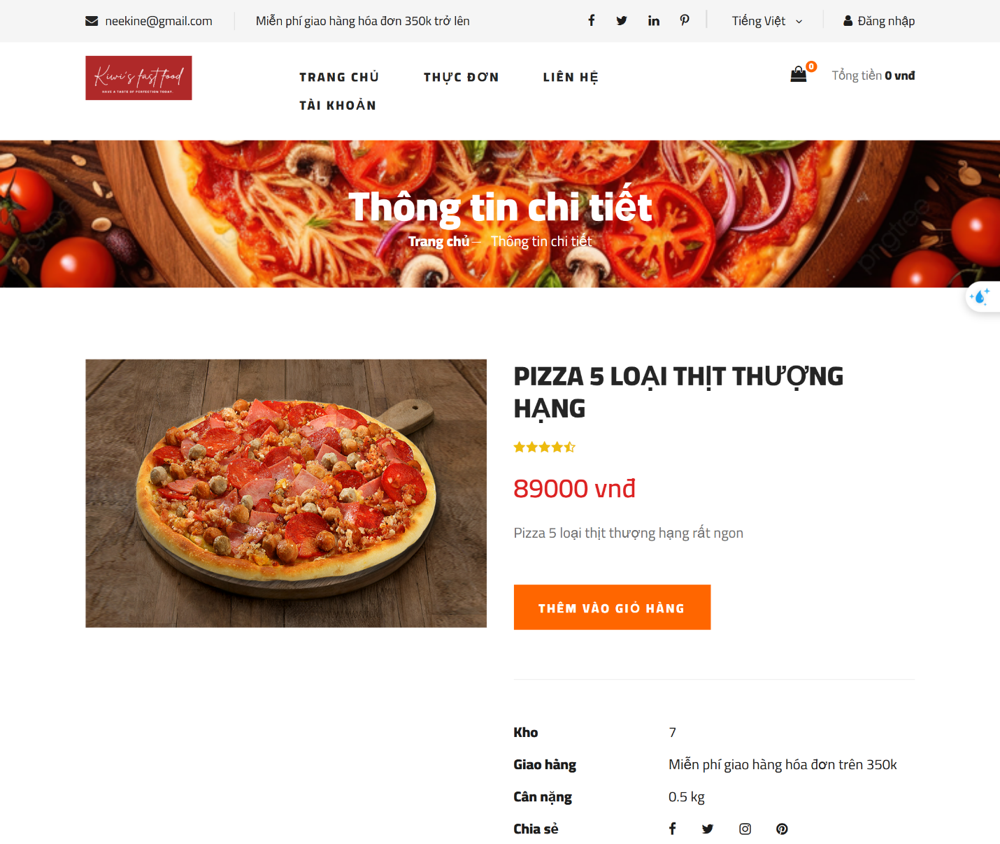 neekine@gmail.com
Miễn phí giao hàng hóa đơn 350k trở lên
Tiếng Việt
Đăng nhập
Kiwi's fast food
HAVE A TASTE OF PERFECTION TODAY.
TRANG CHỦ
THỰC ĐƠN
LIÊN HỆ
TÀI KHOẢN
0
Tổng tiền 0 vnđ
Thông tin chi tiết
Trang chủ— Thông tin chi tiết
pngtree
PIZZA 5 LOẠI THỊT THƯỢNG
HẠNG
89000 vnđ
Pizza 5 loại thịt thượng hạng rất ngon
THÊM VÀO GIỎ HÀNG
Kho 7
Giao hàng Miễn phí giao hàng hóa đơn trên 350k
Cân nặng 0.5 kg
Chia sẻ